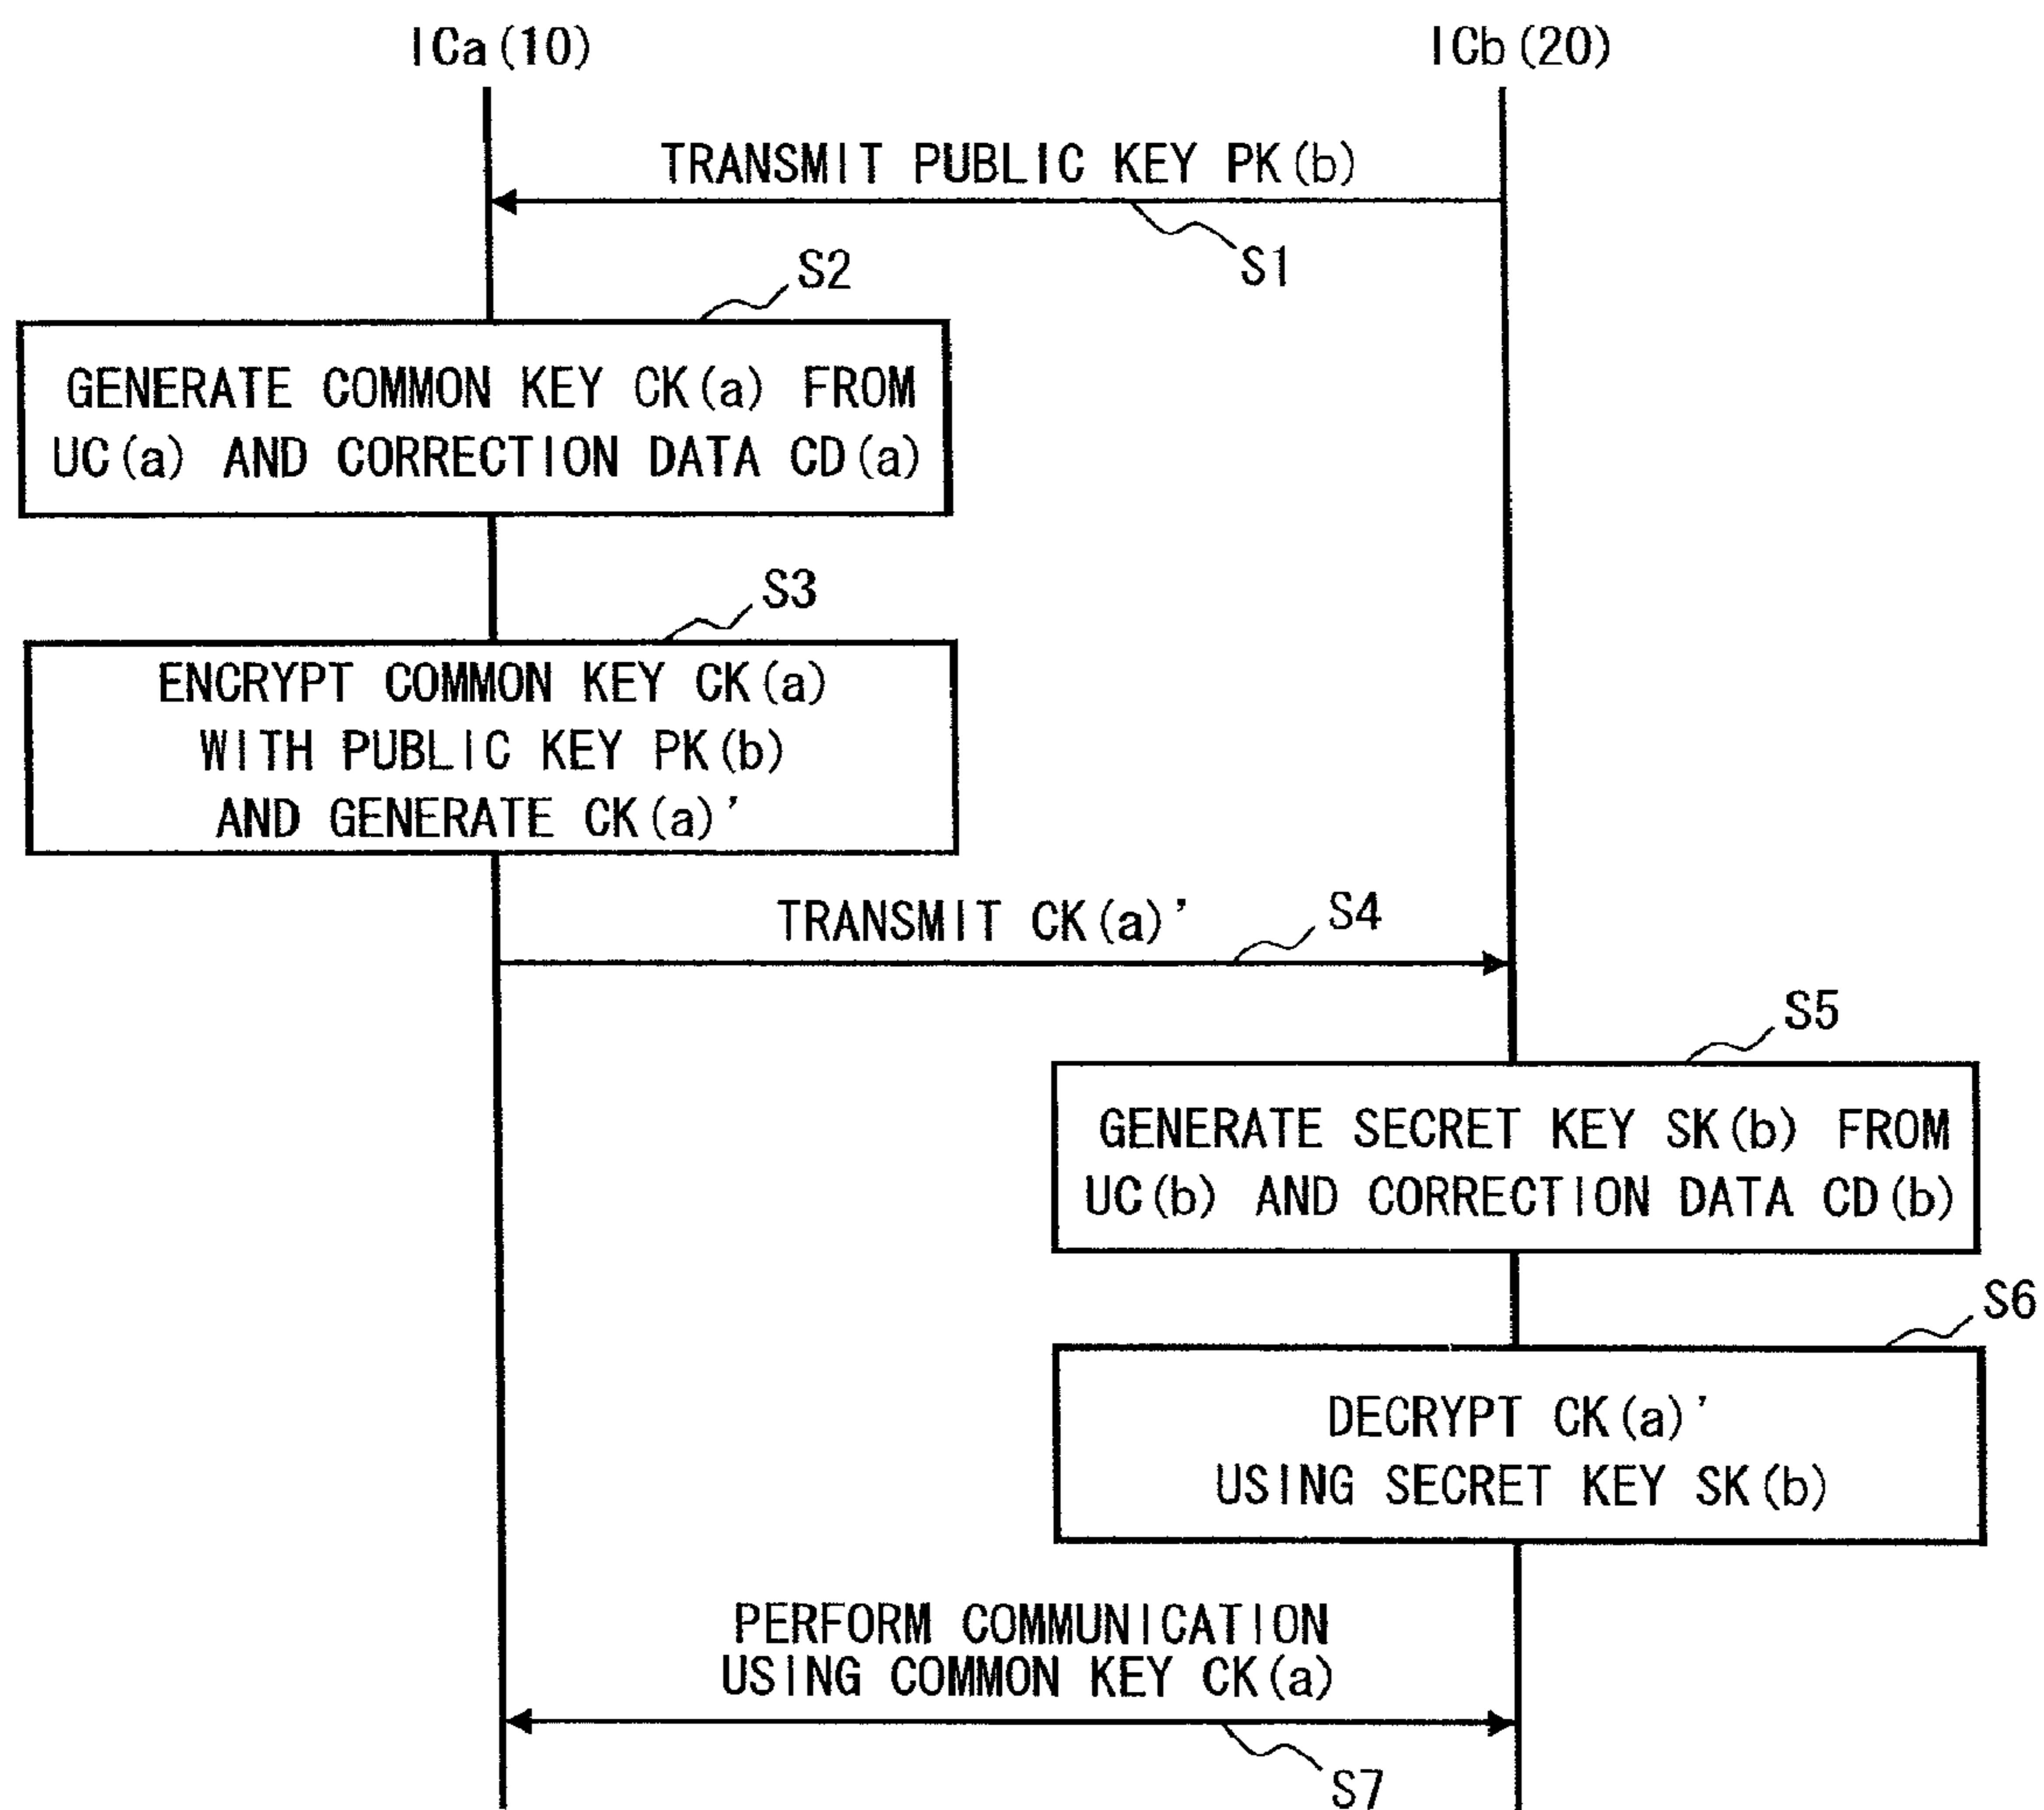 ICa(10)
ICb(20)
TRANSMIT PUBLIC KEY PK(b)
S1
S2
GENERATE COMMON KEY CK(a) FROM
UC(a) AND CORRECTION DATA CD(a)
S3
ENCRYPT COMMON KEY CK(a)
WITH PUBLIC KEY PK(b)
AND GENERATE CK(a)'
TRANSMIT CK(a)'
S4
S5
GENERATE SECRET KEY SK(b) FROM
UC(b) AND CORRECTION DATA CD(b)
S6
DECRYPT CK(a)'
USING SECRET KEY SK(b)
PERFORM COMMUNICATION
USING COMMON KEY CK(a)
S7